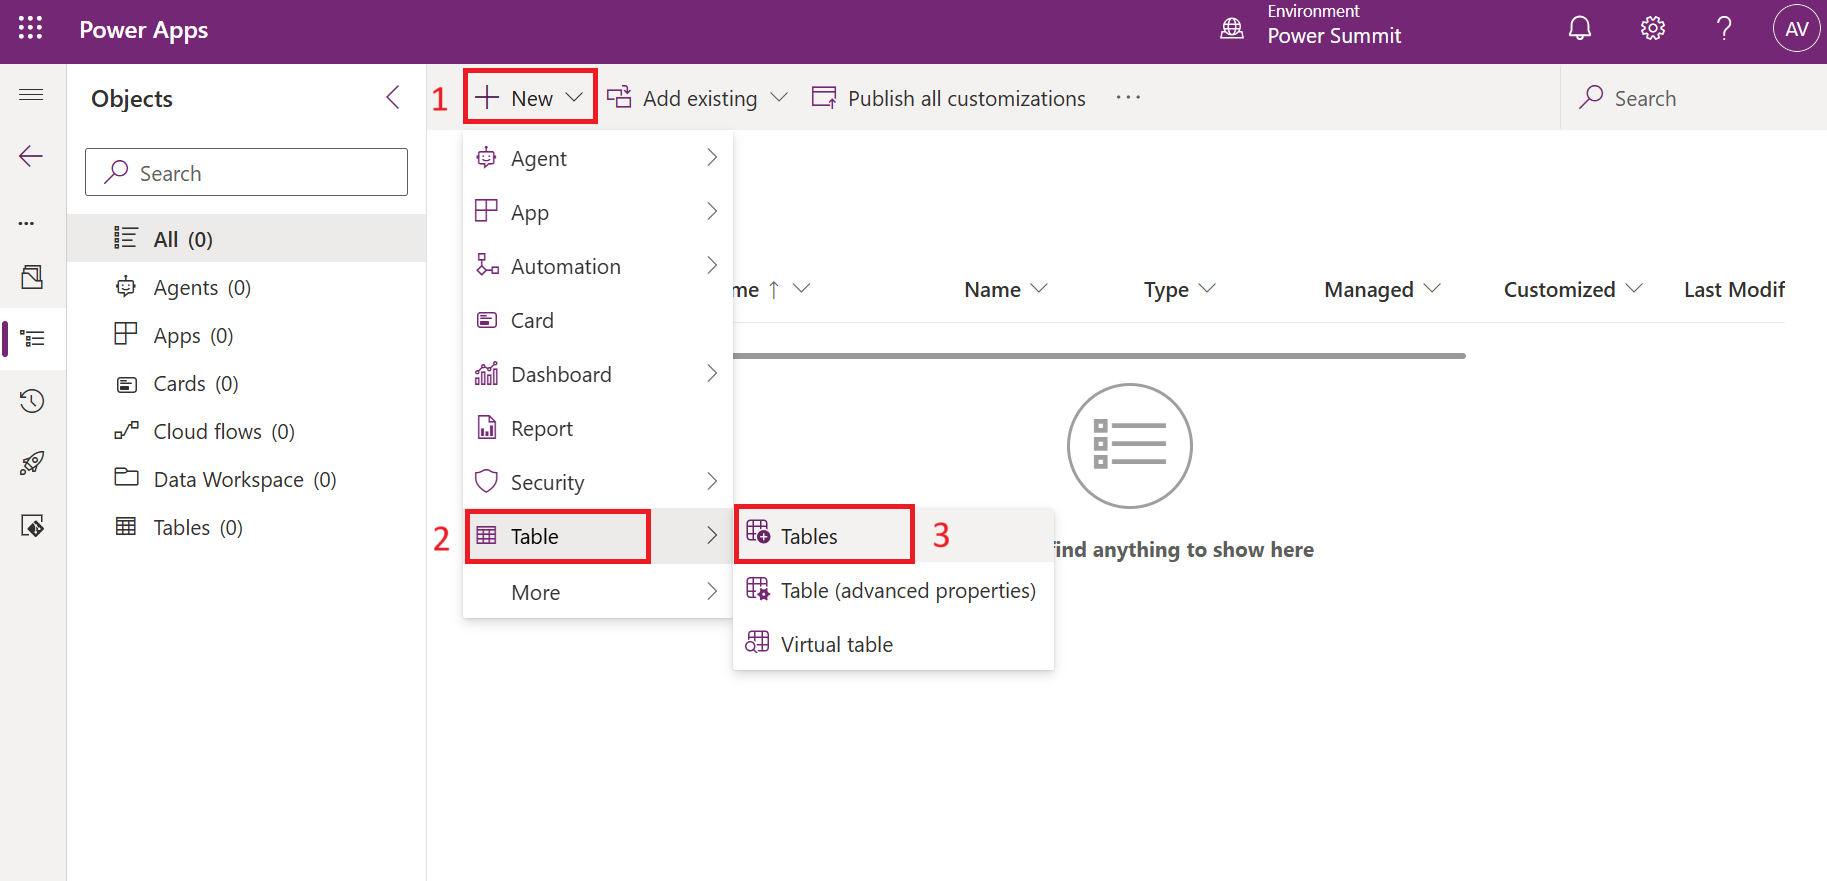 Power Apps
Environment
Power Summit
AV
Objects
1
New
Add existing
Publish all customizations
Search
Search
All (0)
Agents (0)
Apps (0)
Cards (0)
Cloud flows (0)
Data Workspace (0)
Tables (0)
Agent
App
Automation
Card
Dashboard
Report
Security
2
Table
More
Tables
3
Table (advanced properties)
Virtual table
me ↑
Name
Type
Managed
Customized
Last Modif
find anything to show here